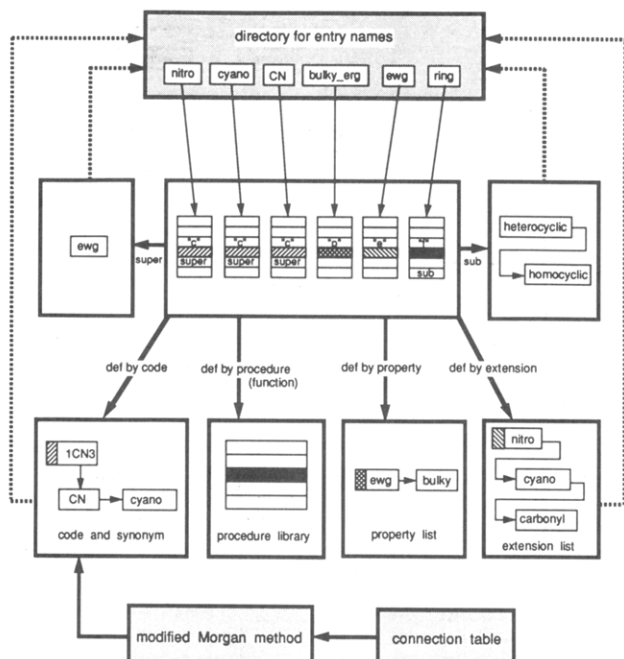 directory for entry names
nitro cyano CN bulky_erg ewg ring
ewg
"c" "c" "c" "p" "e" "f"
super super super sub
super
sub
heterocyclic
homocyclic
def by code
def by procedure
(function)
def by property
def by extension
1CN3
CN cyano
code and synonym
procedure library
ewg bulky
property list
nitro
cyano
carbonyl
extension list
modified Morgan method
connection table